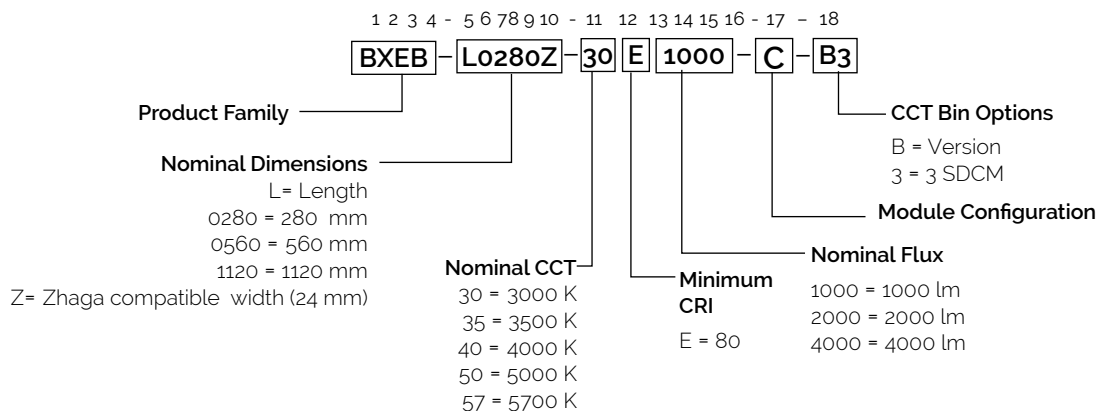 1 2 3 4 - 5 6 78 9 10 - 11 12 13 14 15 16 - 17 - 18
BXEB-L0280Z-30 E 1000-C-B3
Product Family
Nominal Dimensions
L= Length
0280 = 280 mm
0560 = 560 mm
1120 = 1120 mm
Z= Zhaga compatible width (24 mm)
Nominal CCT
30 = 3000 K
35 = 3500 K
40 = 4000 K
50 = 5000 K
57 = 5700 K
Minimum
CRI
E = 80
Nominal Flux
1000 = 1000 lm
2000 = 2000 lm
4000 = 4000 lm
Module Configuration
CCT Bin Options
B = Version
3 = 3 SDCM